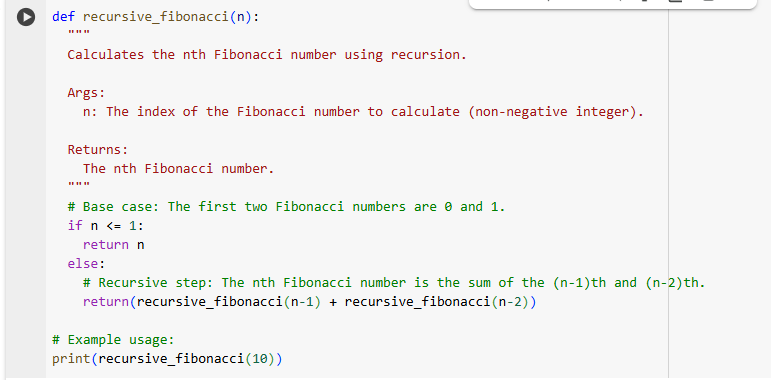 def recursive_fibonacci(n):
  """
  Calculates the nth Fibonacci number using recursion.

  Args:
    n: The index of the Fibonacci number to calculate (non-negative integer).

  Returns:
    The nth Fibonacci number.
  """
  # Base case: The first two Fibonacci numbers are 0 and 1.
  if n <= 1:
    return n
  else:
    # Recursive step: The nth Fibonacci number is the sum of the (n-1)th and (n-2)th.
    return(recursive_fibonacci(n-1) + recursive_fibonacci(n-2))

# Example usage:
print(recursive_fibonacci(10))